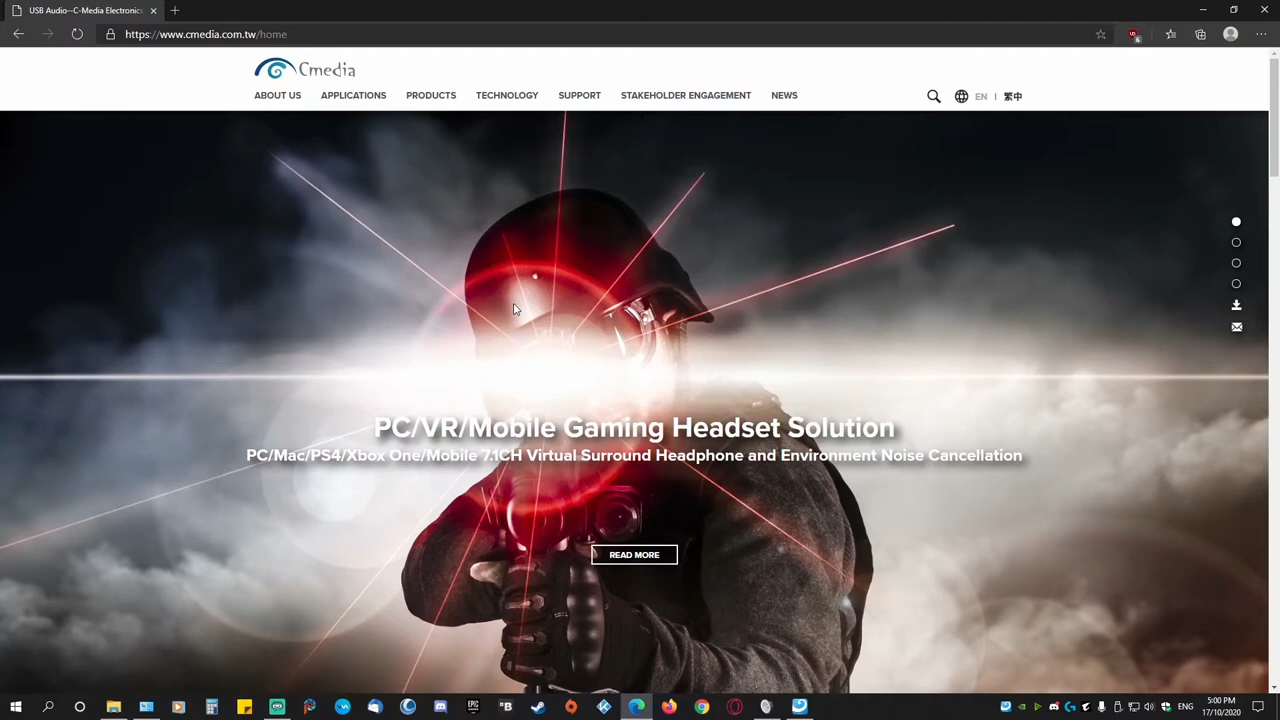 USB Audio--C-Media Electronics
https://www.cmedia.com.tw/home
Cmedia
ABOUT US APPLICATIONS PRODUCTS TECHNOLOGY SUPPORT STAKEHOLDER ENGAGEMENT NEWS EN | 繁中
PC/VR/Mobile Gaming Headset Solution
PC/Mac/PS4/Xbox One/Mobile 7.1CH Virtual Surround Headphone and Environment Noise Cancellation
READ MORE
ENG
5:00 PM
17/10/2020